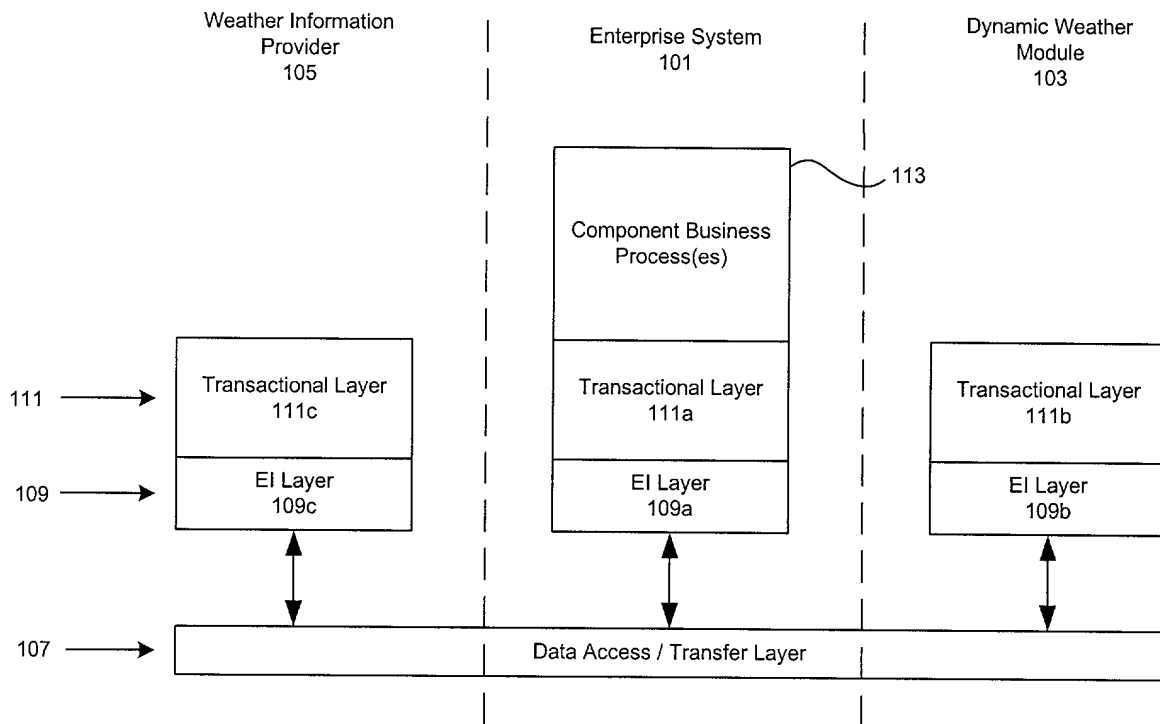 Weather Information
Provider
105
Enterprise System
101
Dynamic Weather
Module
103
113
Component Business
Process(es)
111
Transactional Layer
111c
Transactional Layer
111a
Transactional Layer
111b
109
EI Layer
109c
EI Layer
109a
EI Layer
109b
107
Data Access / Transfer Layer